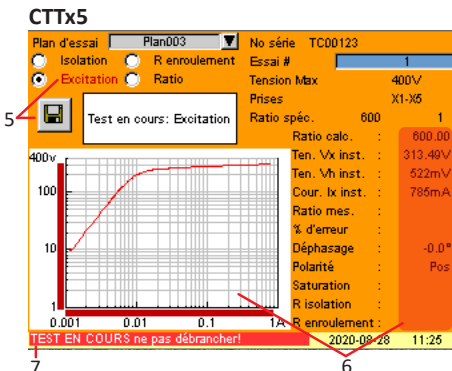 CTTx5
Plan d'essai Plan003 No série TC00123
Isolation R enroulement Essai # 1
Excitation Ratio Tension Max 400V
Prises X1-X5
5
Test en cours: Excitation
Ratio spéc. 600 1
Ratio calc. : 600.00
Ten. Vx inst. : 313.49V
Ten. Vh inst. : 522mV
Cour. Ix inst. : 785mA
Ratio mes. :
% d'erreur :
Déphasage : -0.0°
Polarité : Pos
Saturation :
R isolation :
R enroulement :
400v
100
10
1
0.001 0.01 0.1 1A
TEST EN COURS ne pas débrancher! 2020-08-28 11:25
7 6